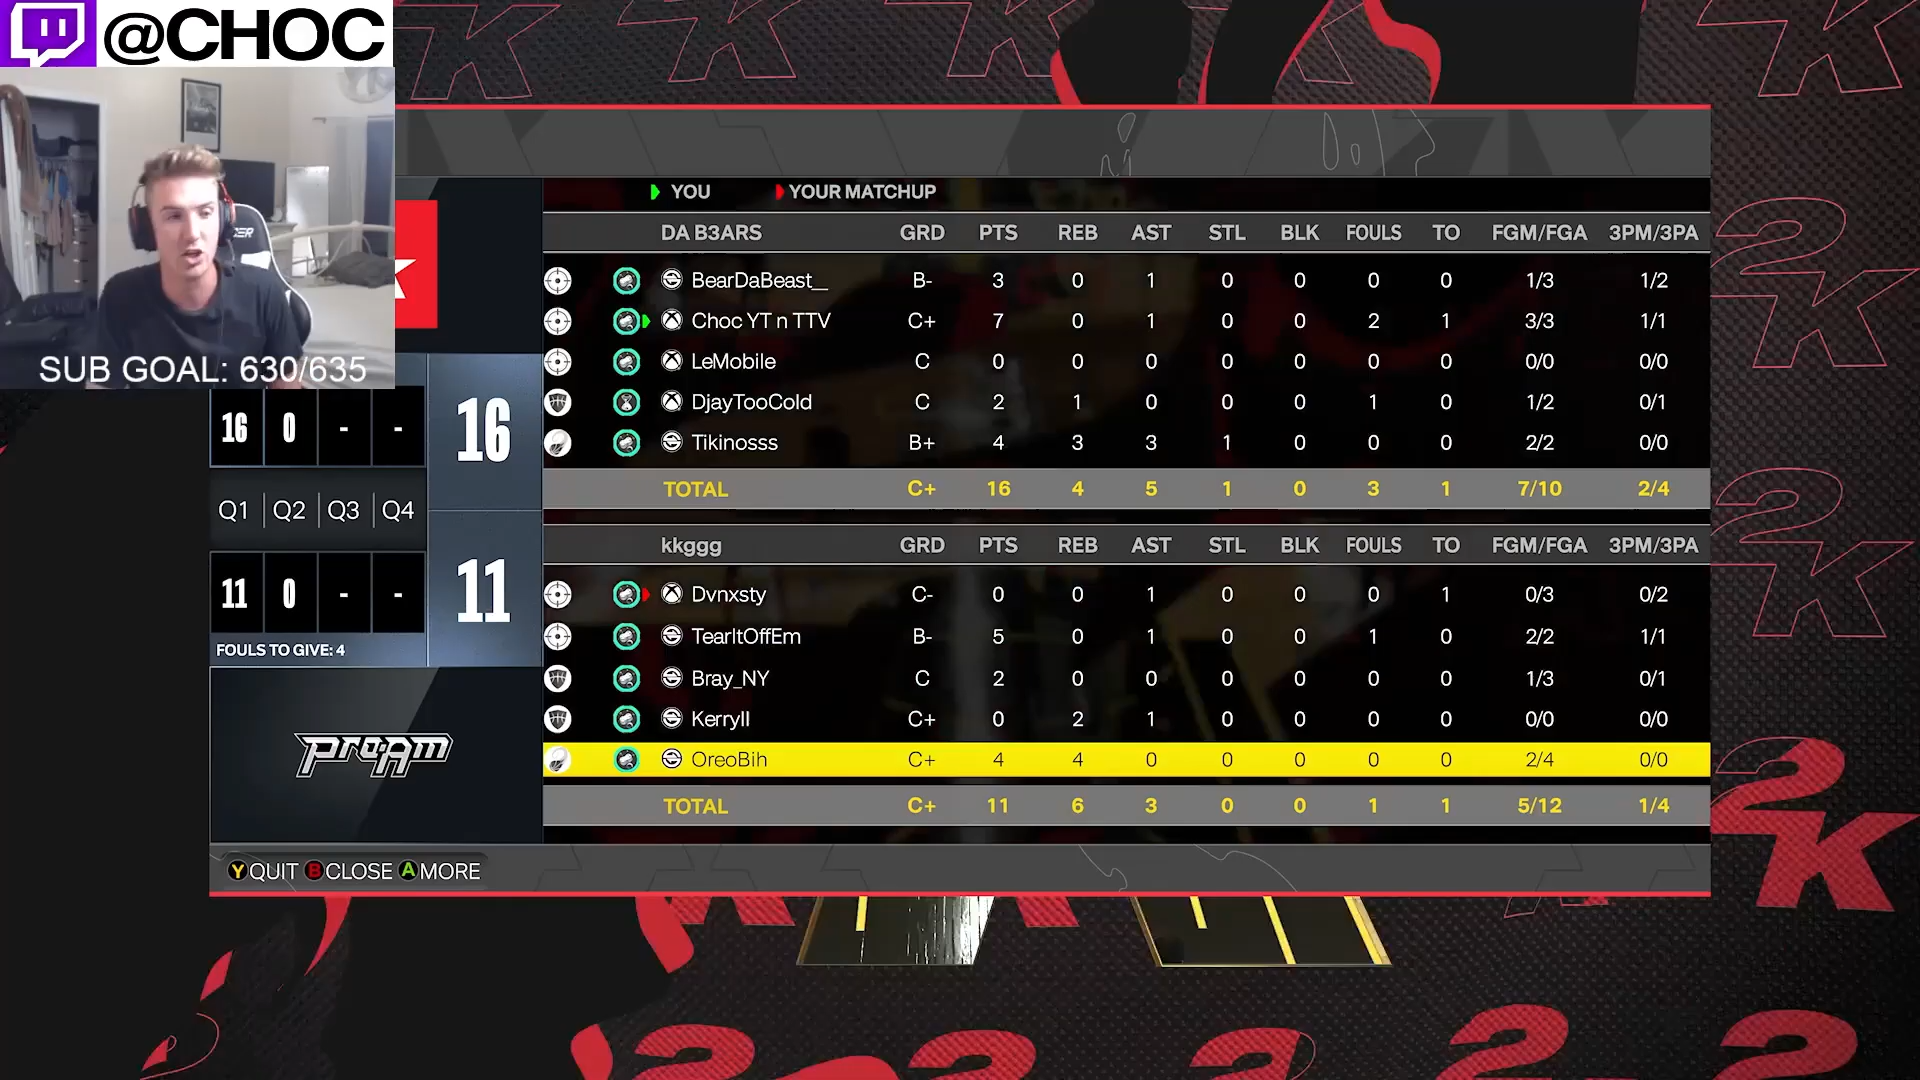 @CHOC
SUB GOAL: 630/635
YOU YOUR MATCHUP
DA B3ARS GRD PTS REB AST STL BLK FOULS TO FGM/FGA 3PM/3PA
BearDaBeast__ B- 3 0 1 0 0 0 0 1/3 1/2
Choc YT n TTV C+ 7 0 1 0 0 2 1 3/3 1/1
LeMobile C 0 0 0 0 0 0 0 0/0 0/0
DjayTooCold C 2 1 0 0 0 1 0 1/2 0/1
Tikinosss B+ 4 3 3 1 0 0 0 2/2 0/0
TOTAL C+ 16 4 5 1 0 3 1 7/10 2/4
kkggg GRD PTS REB AST STL BLK FOULS TO FGM/FGA 3PM/3PA
Dvnxsty C- 0 0 1 0 0 0 1 0/3 0/2
TearItOffEm B- 5 0 1 0 0 1 0 2/2 1/1
Bray_NY C 2 0 0 0 0 0 0 1/3 0/1
KerryII C+ 0 2 1 0 0 0 0 0/0 0/0
OreoBih C+ 4 4 0 0 0 0 0 2/4 0/0
TOTAL C+ 11 6 3 0 0 1 1 5/12 1/4
16 0 - - 16
Q1 Q2 Q3 Q4
11 0 - - 11
FOULS TO GIVE: 4
PRO-AM
Y QUIT B CLOSE A MORE
2K
2K
2K
2K